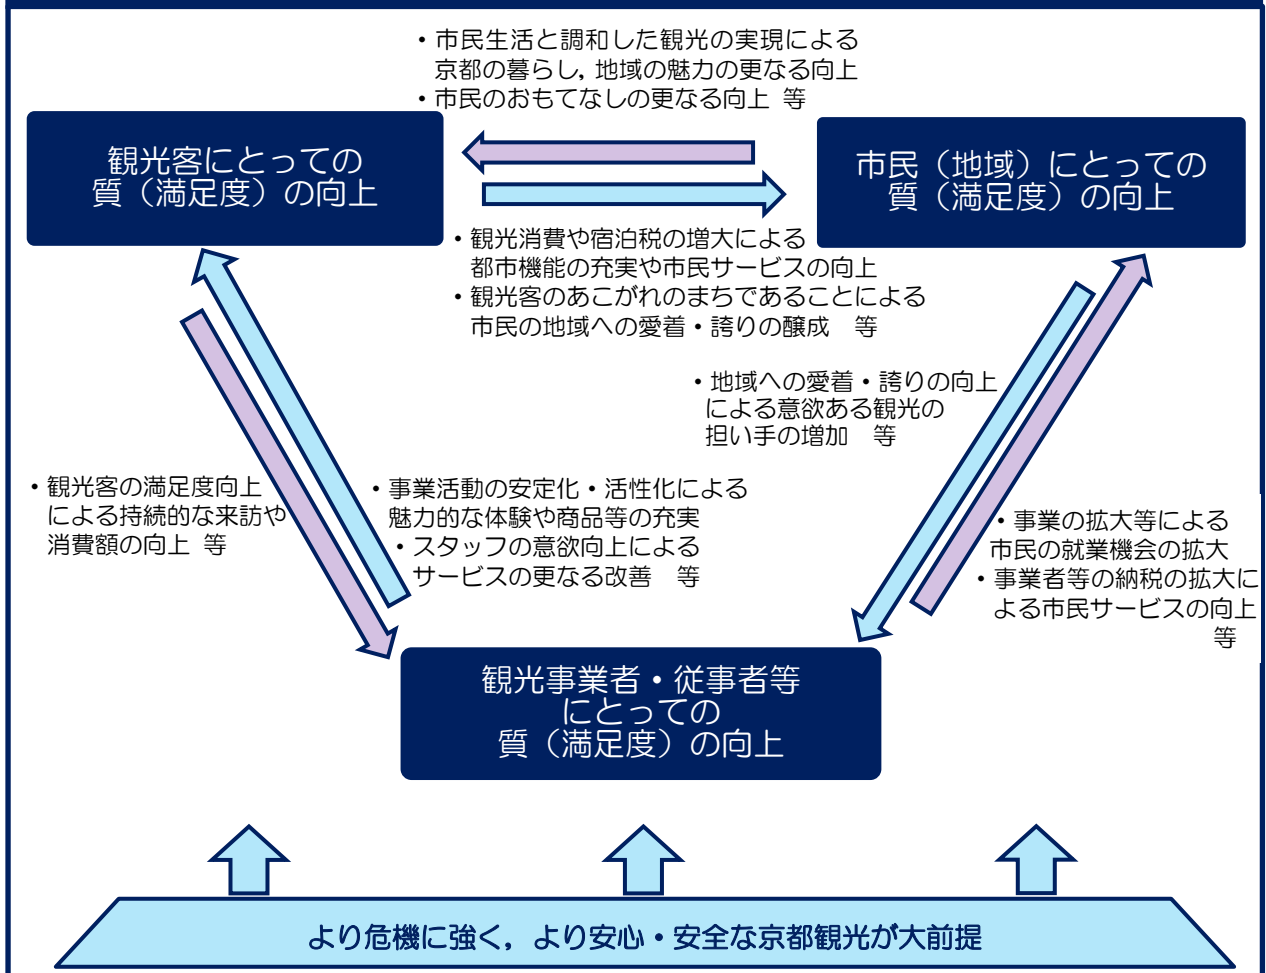 ・市民生活と調和した観光の実現による
京都の暮らし，地域の魅力の更なる向上
・市民のおもてなしの更なる向上 等
観光客にとっての
質（満足度）の向上
市民（地域）にとっての
質（満足度）の向上
・観光消費や宿泊税の増大による
都市機能の充実や市民サービスの向上
・観光客のあこがれのまちであることによる
市民の地域への愛着・誇りの醸成　等
・地域への愛着・誇りの向上
による意欲ある観光の
担い手の増加　等
・観光客の満足度向上
による持続的な来訪や
消費額の向上 等
・事業活動の安定化・活性化による
魅力的な体験や商品等の充実
・スタッフの意欲向上による
サービスの更なる改善　等
・事業の拡大等による
市民の就業機会の拡大
・事業者等の納税の拡大に
よる市民サービスの向上
等
観光事業者・従事者等
にとっての
質（満足度）の向上
より危機に強く，より安心・安全な京都観光が大前提